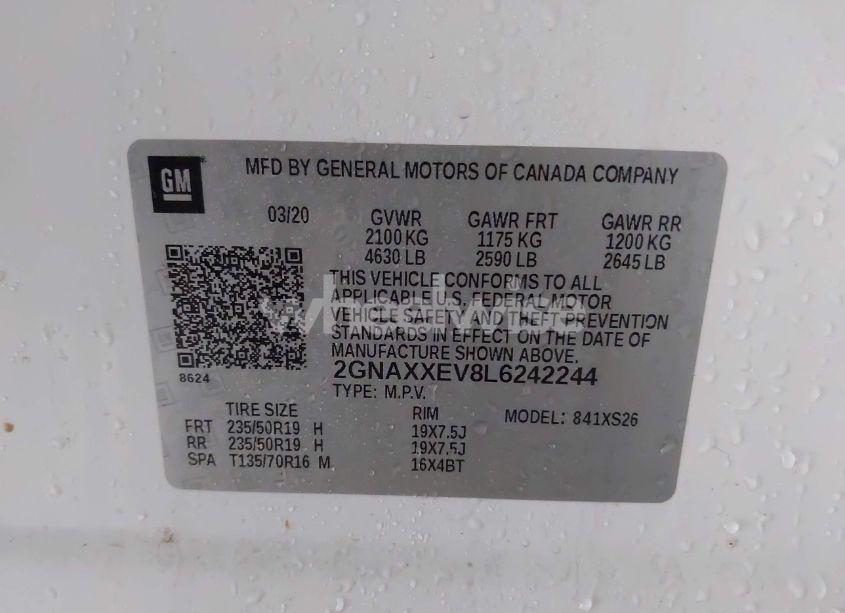 GM
MFD BY GENERAL MOTORS OF CANADA COMPANY
03/20 GVWR GAWR FRT GAWR RR
2100 KG 1175 KG 1200 KG
4630 LB 2590 LB 2645 LB
THIS VEHICLE CONFORMS TO ALL
APPLICABLE U.S. FEDERAL MOTOR
VEHICLE SAFETY AND THEFT PREVENTION
STANDARDS IN EFFECT ON THE DATE OF
MANUFACTURE SHOWN ABOVE.
8624
2GNAXXEV8L6242244
TYPE: M.P.V.
TIRE SIZE RIM MODEL: 841XS26
FRT 235/50R19 H 19X7.5J
RR 235/50R19 H 19X7.5J
SPA T135/70R16 M 16X4BT